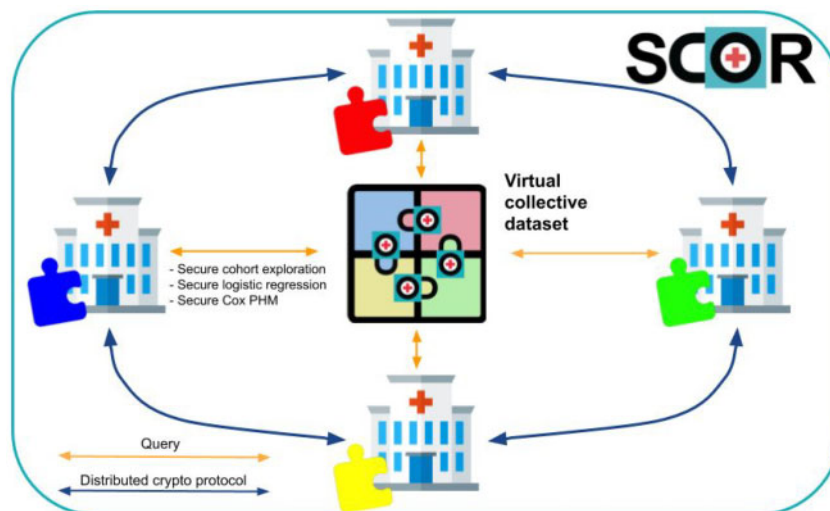 SCOR
Virtual
collective
dataset
- Secure cohort exploration
- Secure logistic regression
- Secure Cox PHM
Query
Distributed crypto protocol